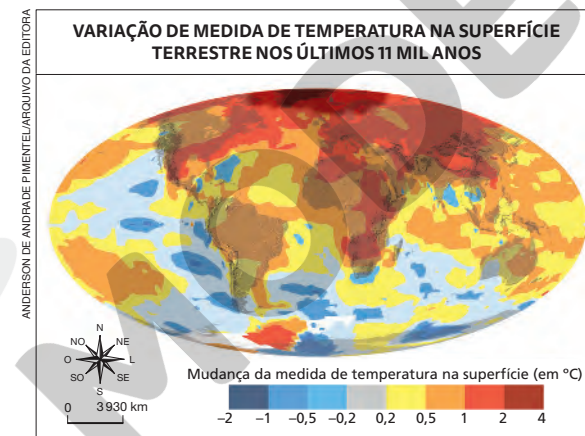 VARIAÇÃO DE MEDIDA DE TEMPERATURA NA SUPERFÍCIE
TERRESTRE NOS ÚLTIMOS 11 MIL ANOS
ANDERSON DE ANDRADE PIMENTEL/ARQUIVO DA EDITORA
N
NO NE
O L
SO SE
S
0 3 930 km
Mudança da medida de temperatura na superfície (em ºC)
–2 –1 –0,5 –0,2 0,2 0,5 1 2 4